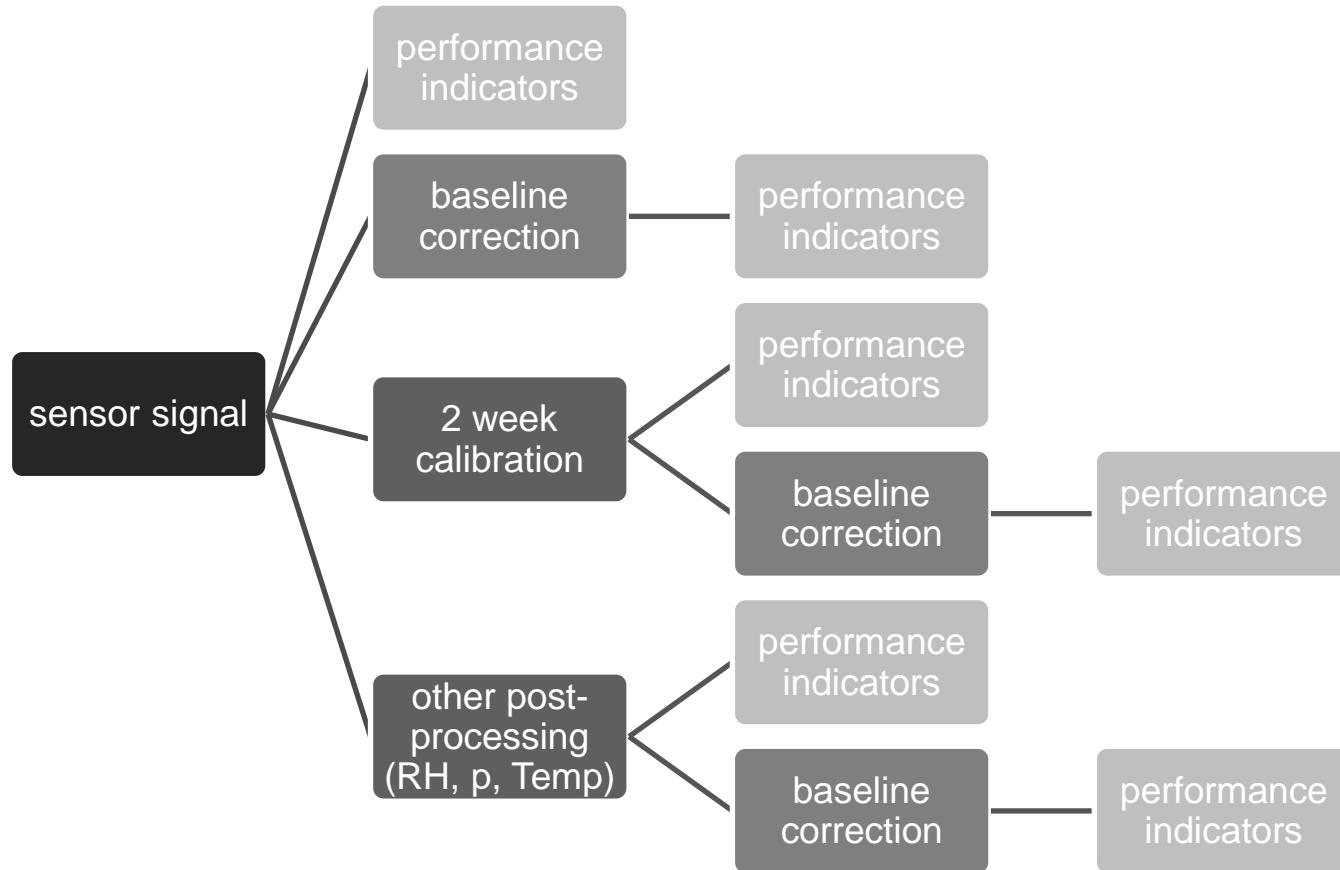 performance
indicators
baseline
correction
performance
indicators
performance
indicators
sensor signal
2 week
calibration
baseline
correction
performance
indicators
performance
indicators
other post-
processing
(RH, p, Temp)
baseline
correction
performance
indicators